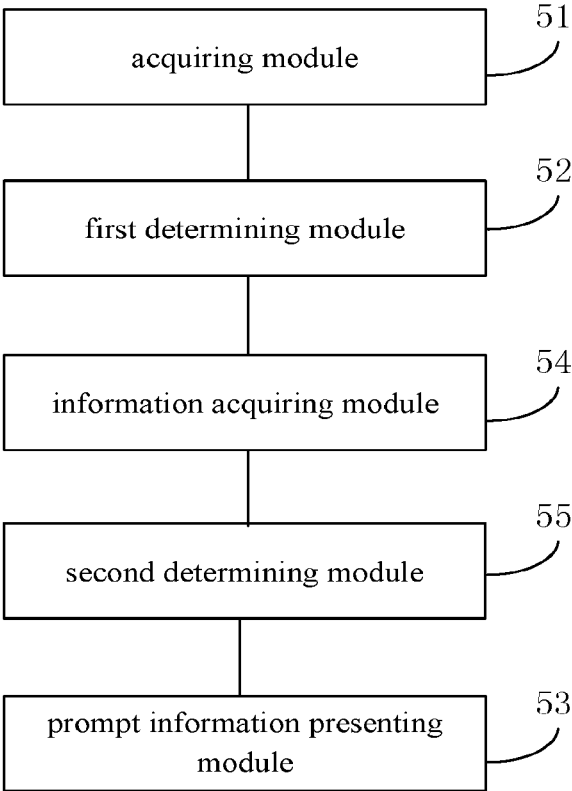 51
acquiring module
52
first determining module
54
information acquiring module
55
second determining module
53
prompt information presenting
module